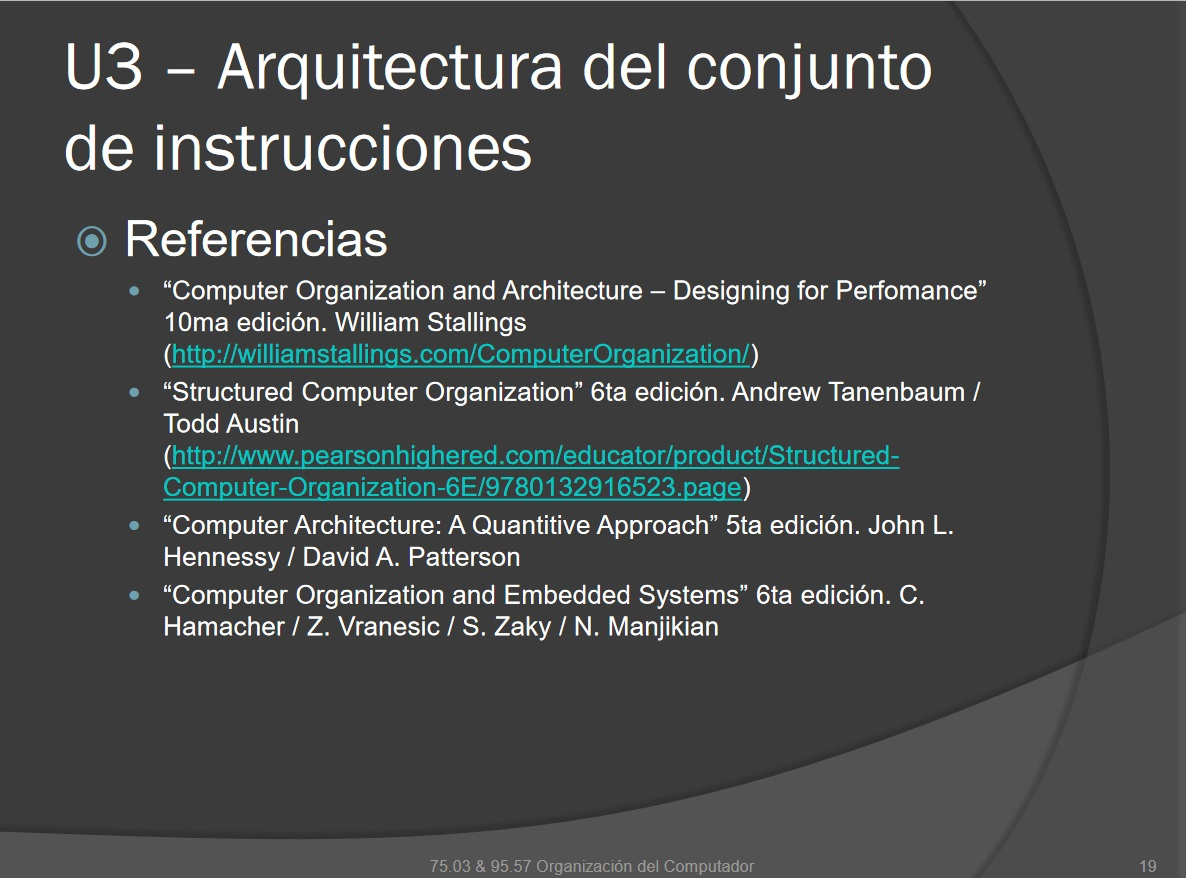 U3 – Arquitectura del conjunto
de instrucciones
Referencias
“Computer Organization and Architecture – Designing for Perfomance”
10ma edición. William Stallings
(http://williamstallings.com/ComputerOrganization/)
“Structured Computer Organization” 6ta edición. Andrew Tanenbaum /
Todd Austin
(http://www.pearsonhighered.com/educator/product/Structured-
Computer-Organization-6E/9780132916523.page)
“Computer Architecture: A Quantitive Approach” 5ta edición. John L.
Hennessy / David A. Patterson
“Computer Organization and Embedded Systems” 6ta edición. C.
Hamacher / Z. Vranesic / S. Zaky / N. Manjikian
75.03 & 95.57 Organización del Computador
19